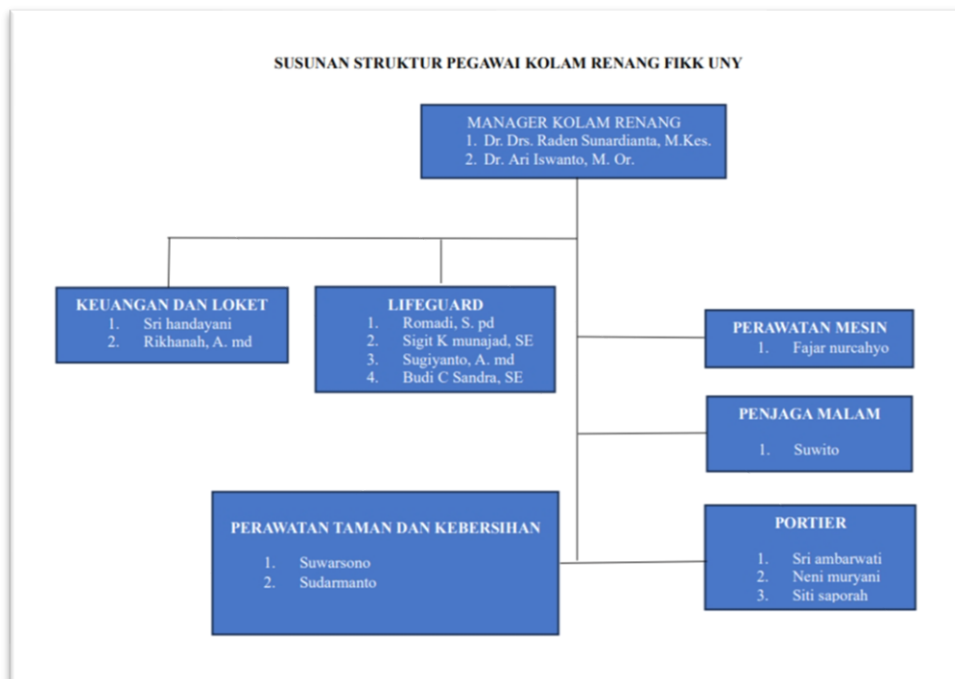 SUSUNAN STRUKTUR PEGAWAI KOLAM RENANG FIKK UNY
MANAGER KOLAM RENANG
1. Dr. Drs. Raden Sunardianta, M.Kes.
2. Dr. Ari Iswanto, M. Or.
KEUANGAN DAN LOKET
1. Sri handayani
2. Rikhanah, A. md
LIFEGUARD
1. Romadi, S. pd
2. Sigit K munajad, SE
3. Sugiyanto, A. md
4. Budi C Sandra, SE
PERAWATAN MESIN
1. Fajar nurcahyo
PENJAGA MALAM
1. Suwito
PERAWATAN TAMAN DAN KEBERSIHAN
1. Suwarsono
2. Sudarmanto
PORTIER
1. Sri ambarwati
2. Neni muryani
3. Siti saporah